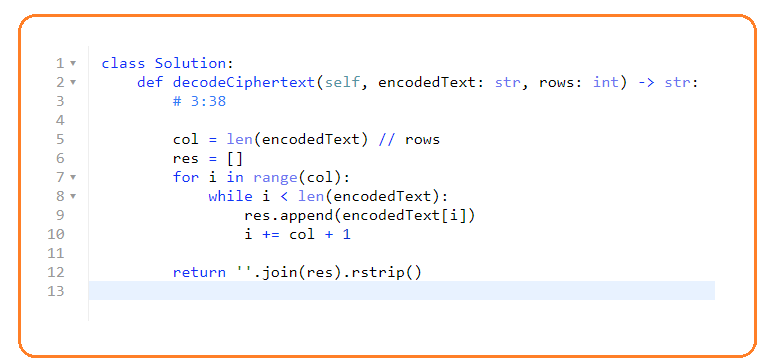 1 class Solution:
2     def decodeCiphertext(self, encodedText: str, rows: int) -> str:
3         # 3:38
4
5         col = len(encodedText) // rows
6         res = []
7         for i in range(col):
8             while i < len(encodedText):
9                 res.append(encodedText[i])
10                 i += col + 1
11
12         return ''.join(res).rstrip()
13